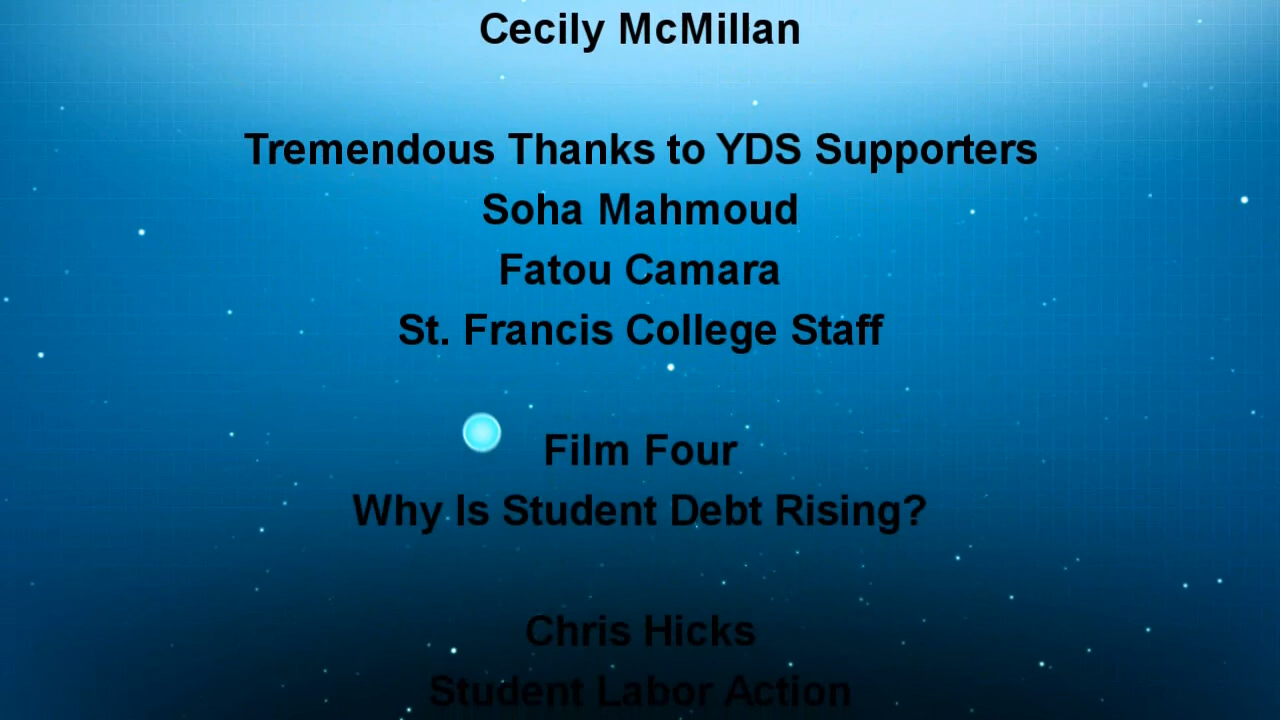 Cecily McMillan
Tremendous Thanks to YDS Supporters
Soha Mahmoud
Fatou Camara
St. Francis College Staff
Film Four
Why Is Student Debt Rising?
Chris Hicks
Student Labor Action